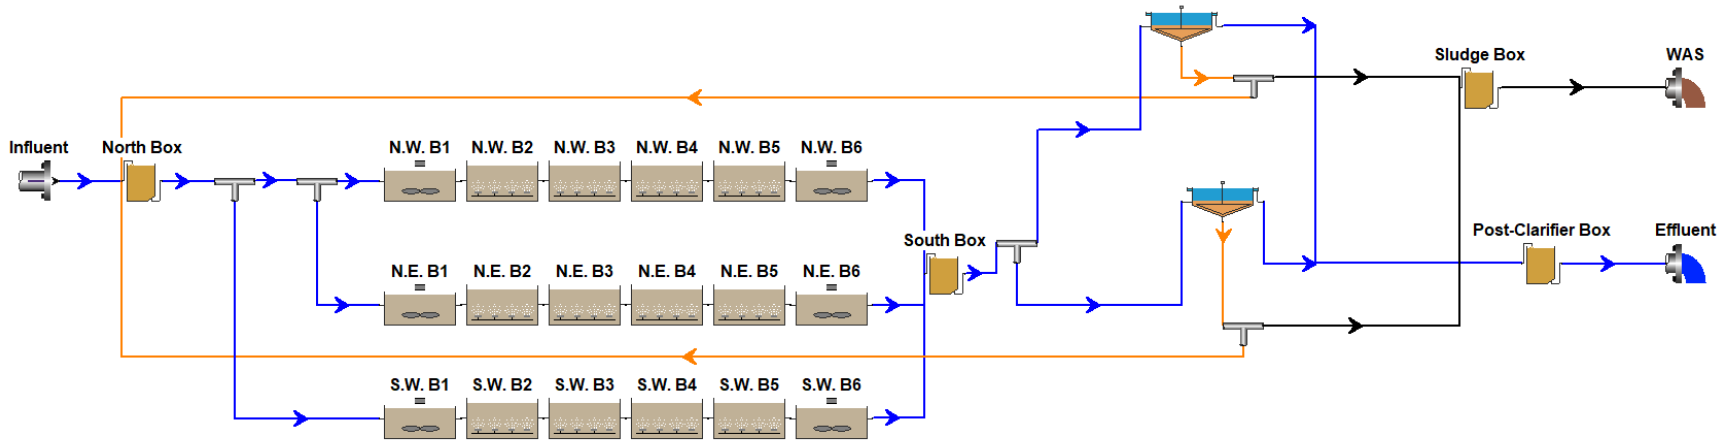 Sludge Box WAS
Influent North Box N.W. B1 N.W. B2 N.W. B3 N.W. B4 N.W. B5 N.W. B6
South Box Post-Clarifier Box Effluent
N.E. B1 N.E. B2 N.E. B3 N.E. B4 N.E. B5 N.E. B6
S.W. B1 S.W. B2 S.W. B3 S.W. B4 S.W. B5 S.W. B6